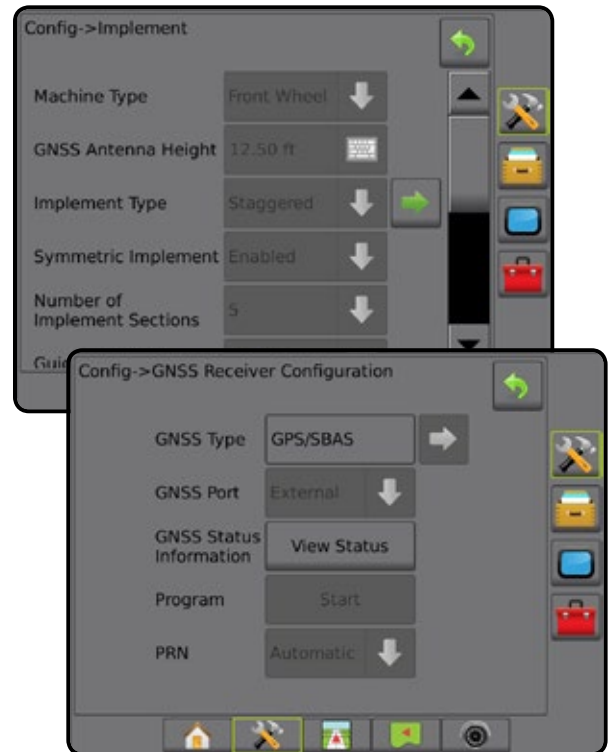 Config->Implement
Machine Type Front Wheel
GNSS Antenna Height 12.50 ft
Implement Type Staggered
Symmetric Implement Enabled
Number of
Implement Sections 5
Config->GNSS Receiver Configuration
GNSS Type GPS/SBAS
GNSS Port External
GNSS Status
Information View Status
Program Start
PRN Automatic